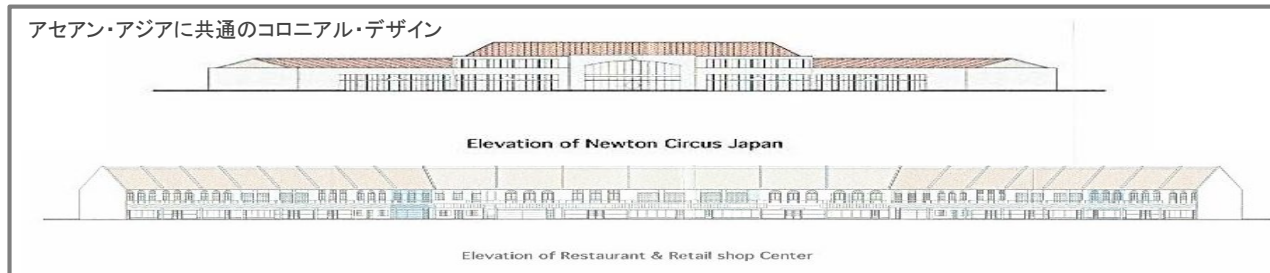 アセアン・アジアに共通のコロニアル・デザイン
Elevation of Newton Circus Japan
Elevation of Restaurant & Retail shop Center